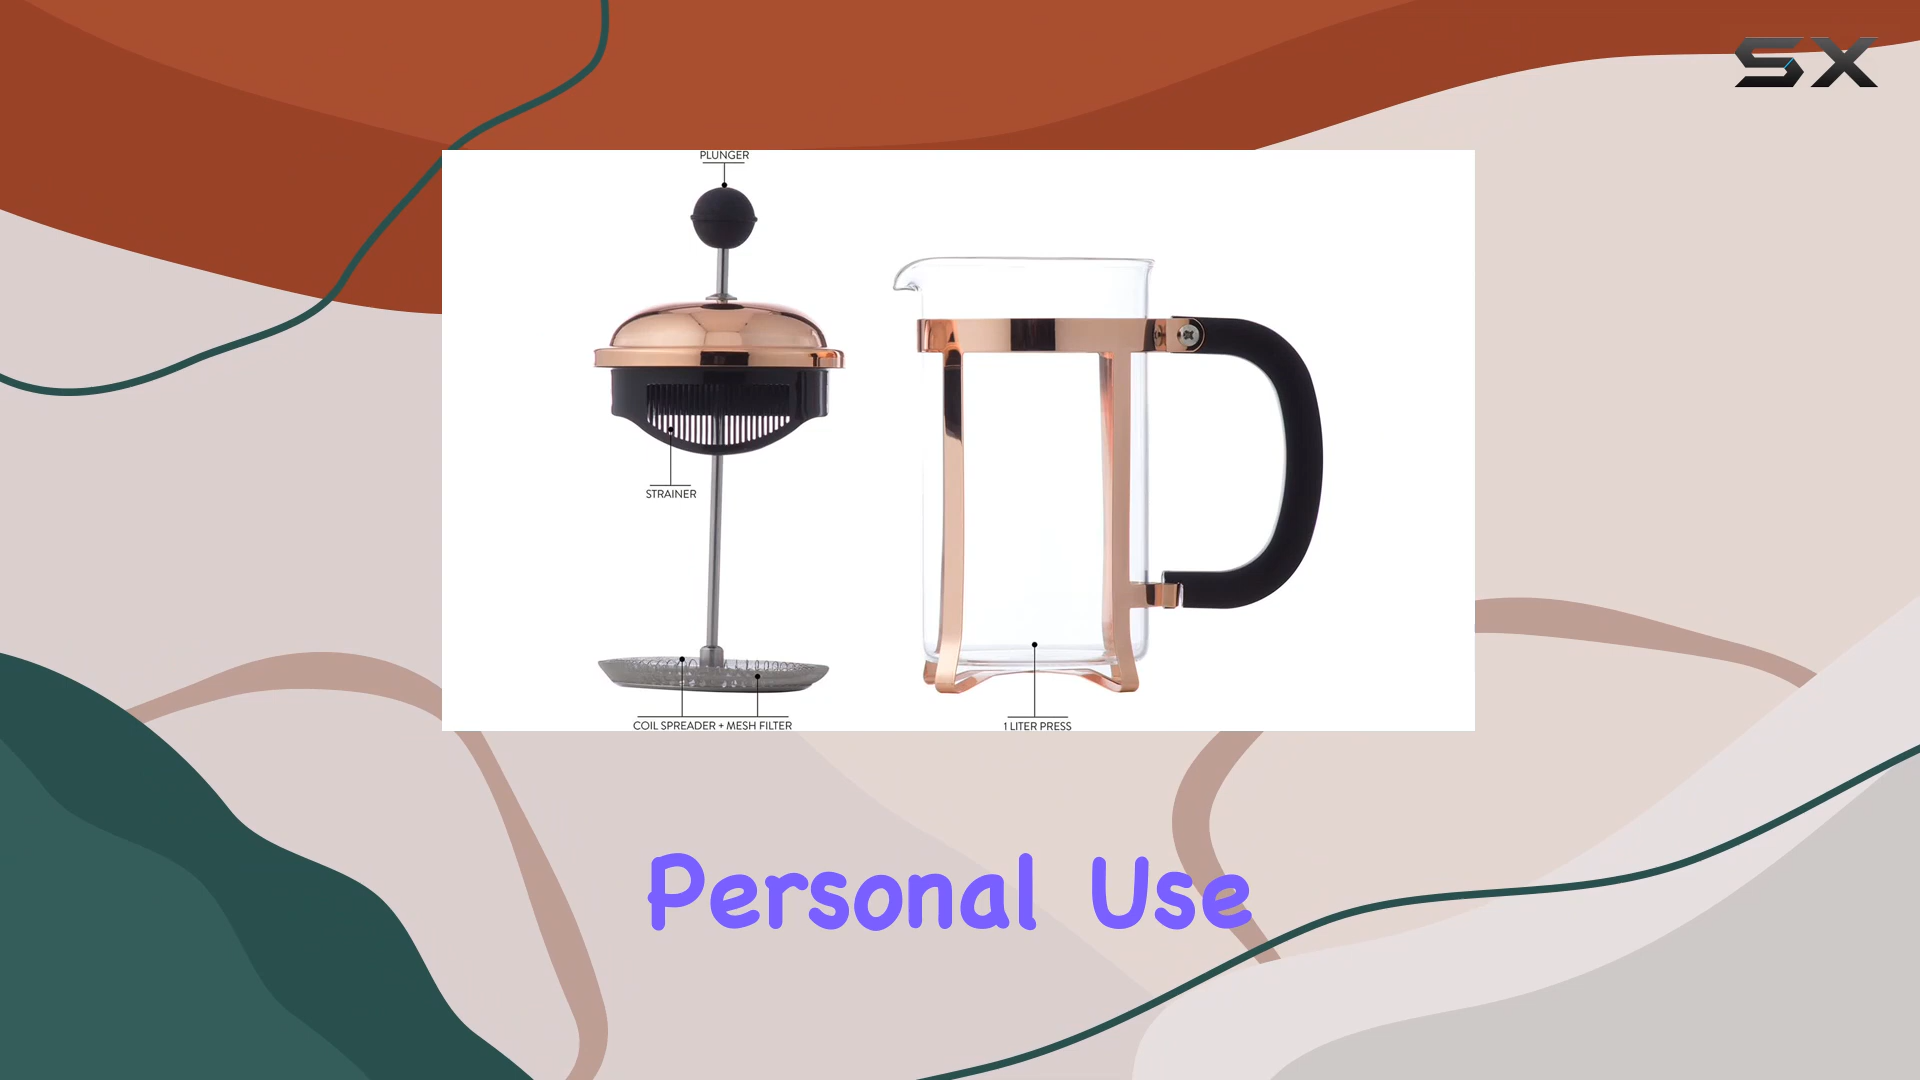 SX
PLUNGER
STRAINER
COIL SPREADER + MESH FILTER
1 LITER PRESS
Personal Use